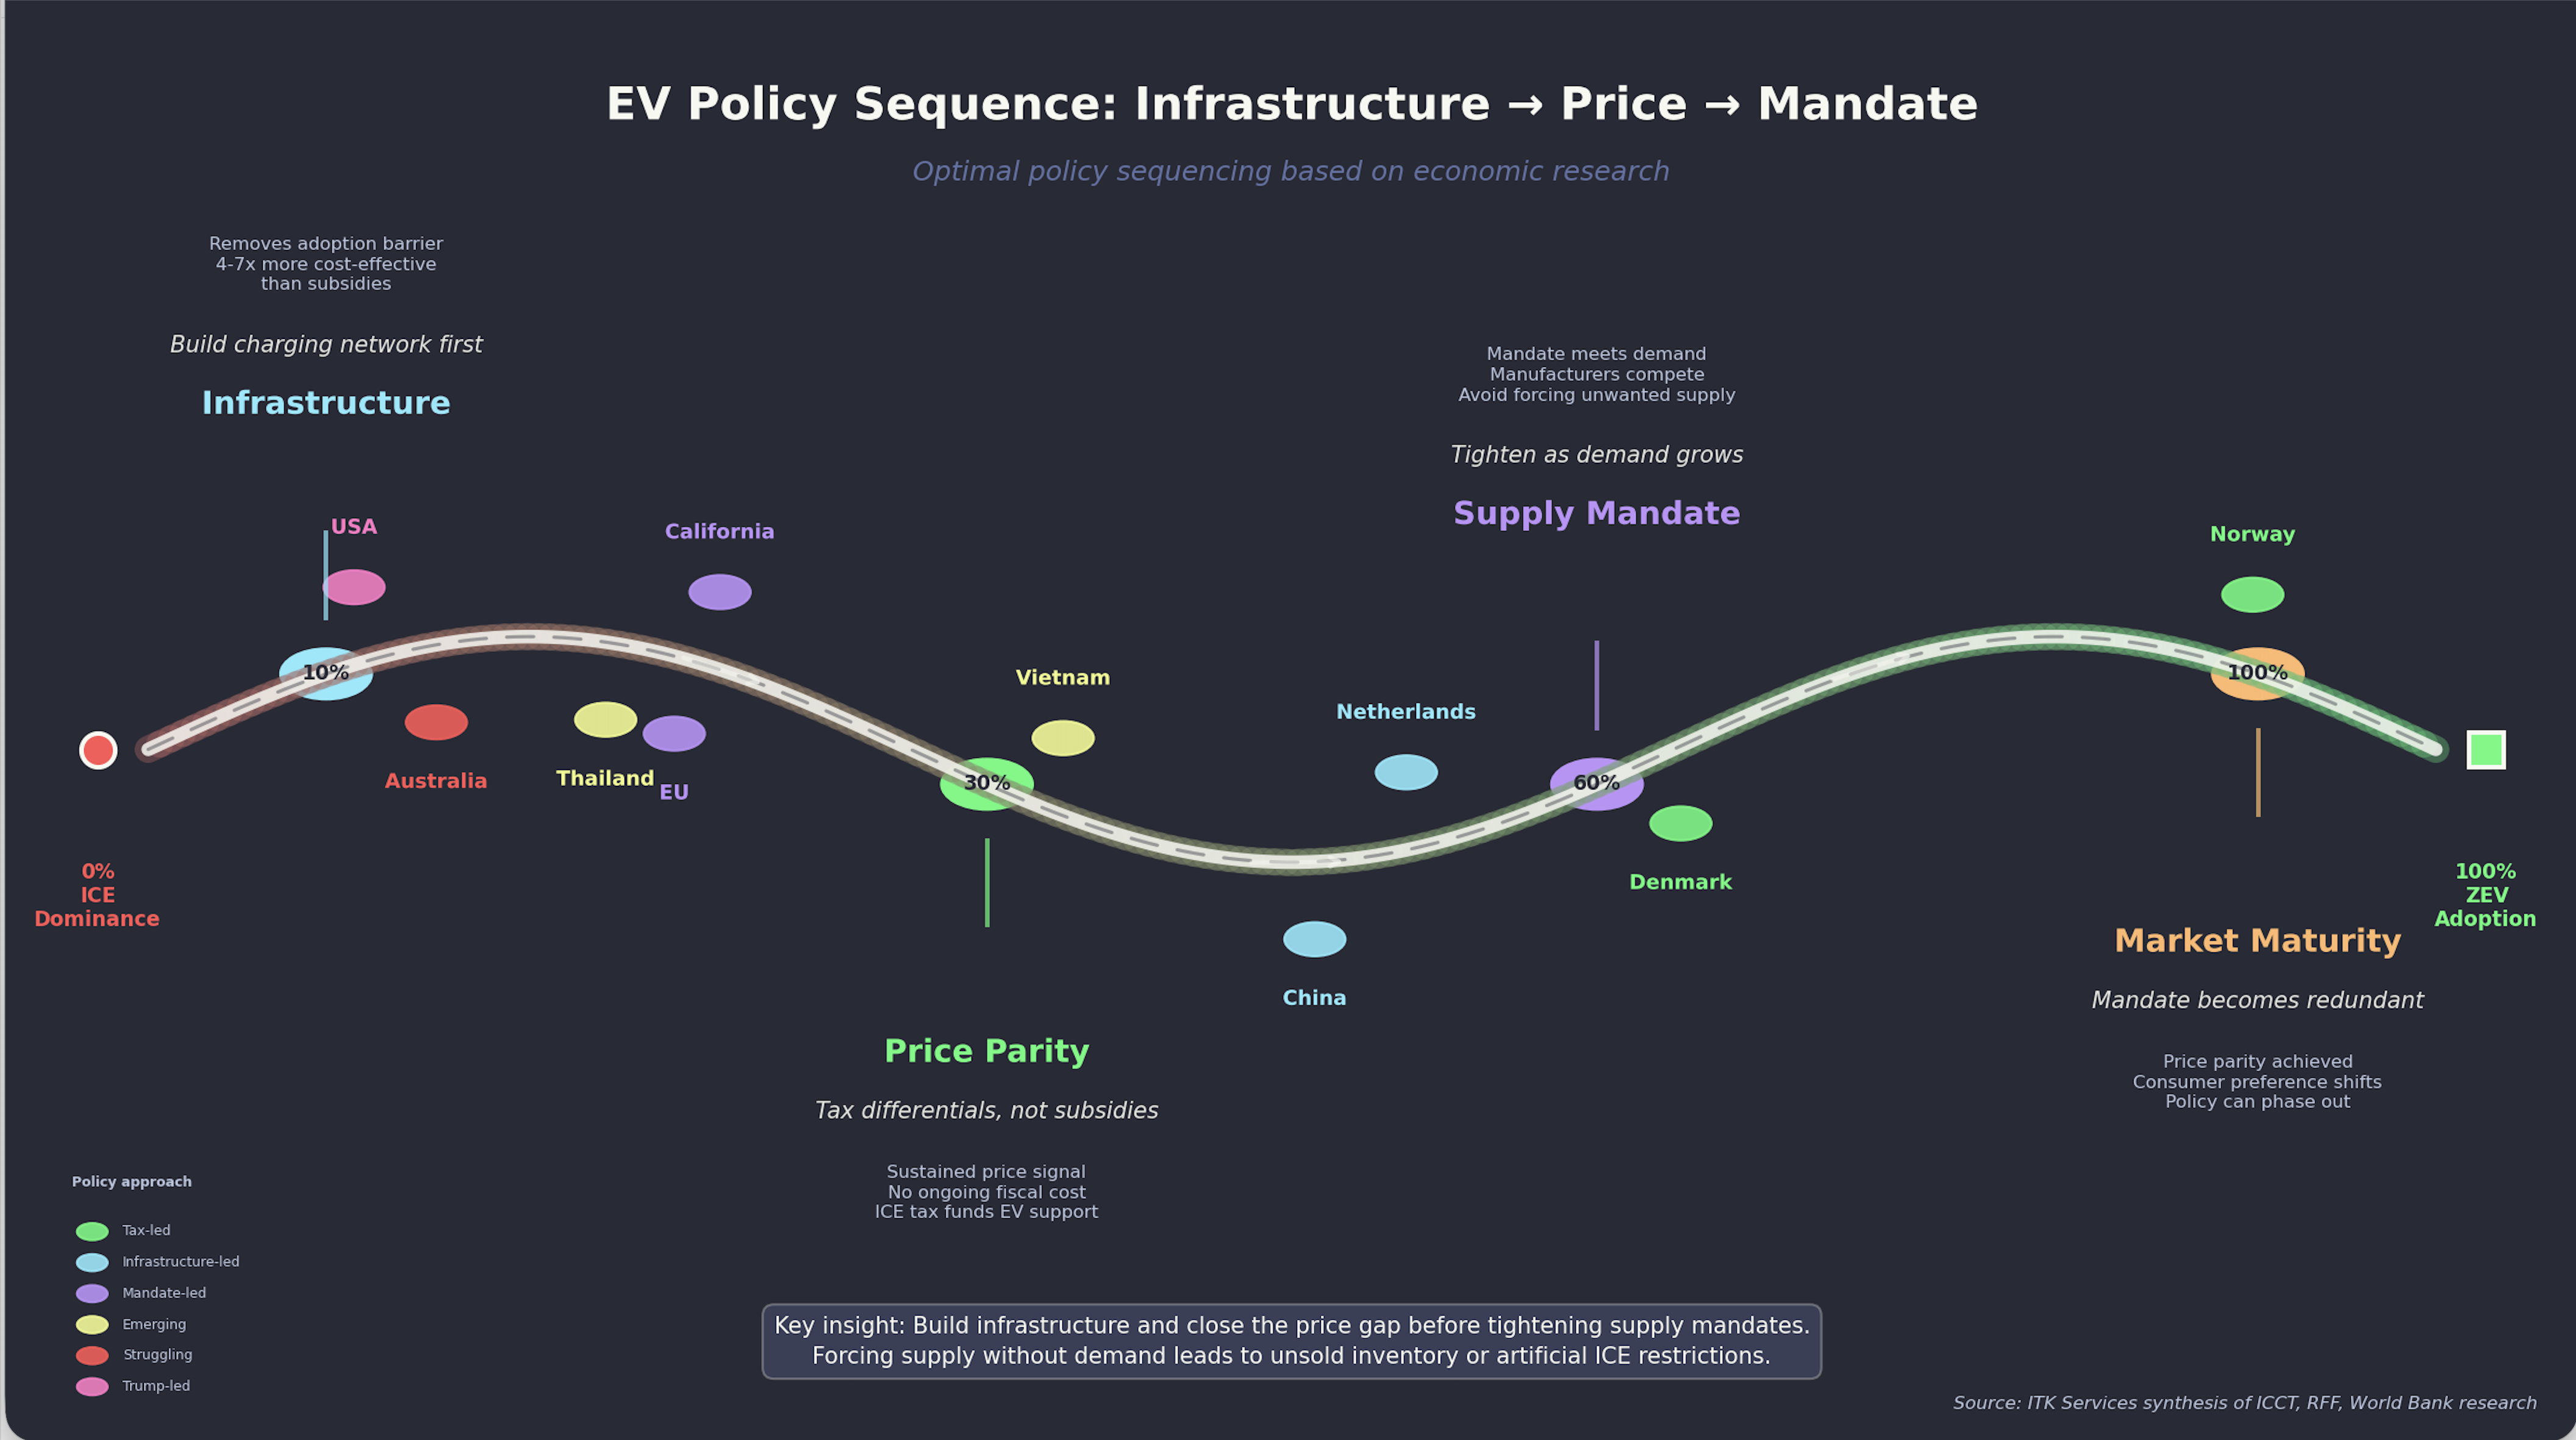 EV Policy Sequence: Infrastructure → Price → Mandate
Optimal policy sequencing based on economic research
Removes adoption barrier
4-7x more cost-effective
than subsidies
Build charging network first
Infrastructure
Mandate meets demand
Manufacturers compete
Avoid forcing unwanted supply
Tighten as demand grows
Supply Mandate
USA
California
Norway
10%
100%
Vietnam
Netherlands
Australia
Thailand
EU
30%
60%
Denmark
0%
ICE
Dominance
100%
ZEV
Adoption
China
Price Parity
Tax differentials, not subsidies
Sustained price signal
No ongoing fiscal cost
ICE tax funds EV support
Market Maturity
Mandate becomes redundant
Price parity achieved
Consumer preference shifts
Policy can phase out
Policy approach
Tax-led
Infrastructure-led
Mandate-led
Emerging
Struggling
Trump-led
Key insight: Build infrastructure and close the price gap before tightening supply mandates.
Forcing supply without demand leads to unsold inventory or artificial ICE restrictions.
Source: ITK Services synthesis of ICCT, RFF, World Bank research